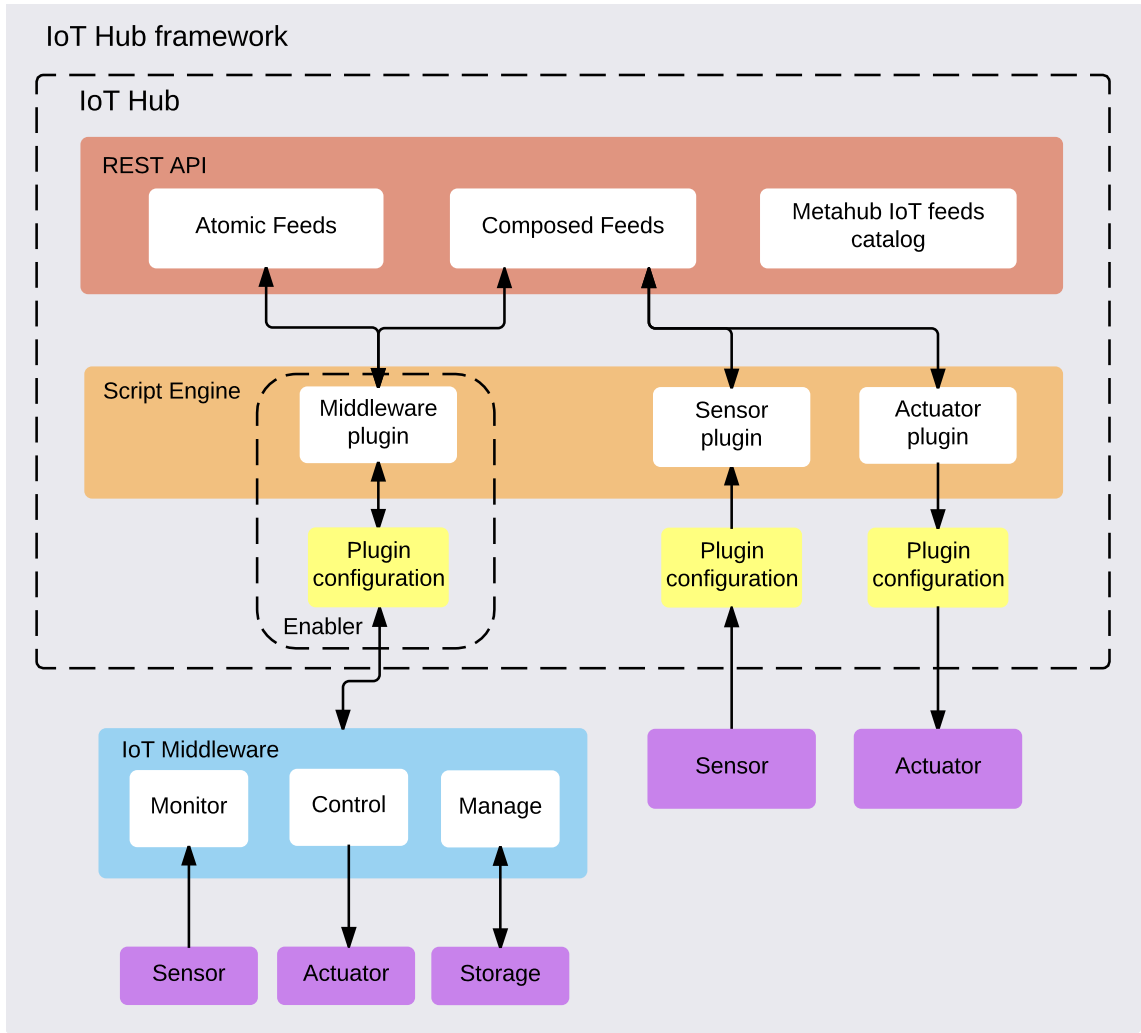 IoT Hub framework
IoT Hub
REST API
Atomic Feeds
Composed Feeds
Metahub IoT feeds
catalog
Script Engine
Middleware
plugin
Sensor
plugin
Actuator
plugin
Plugin
configuration
Plugin
configuration
Plugin
configuration
Enabler
IoT Middleware
Monitor
Control
Manage
Sensor
Actuator
Sensor
Actuator
Storage